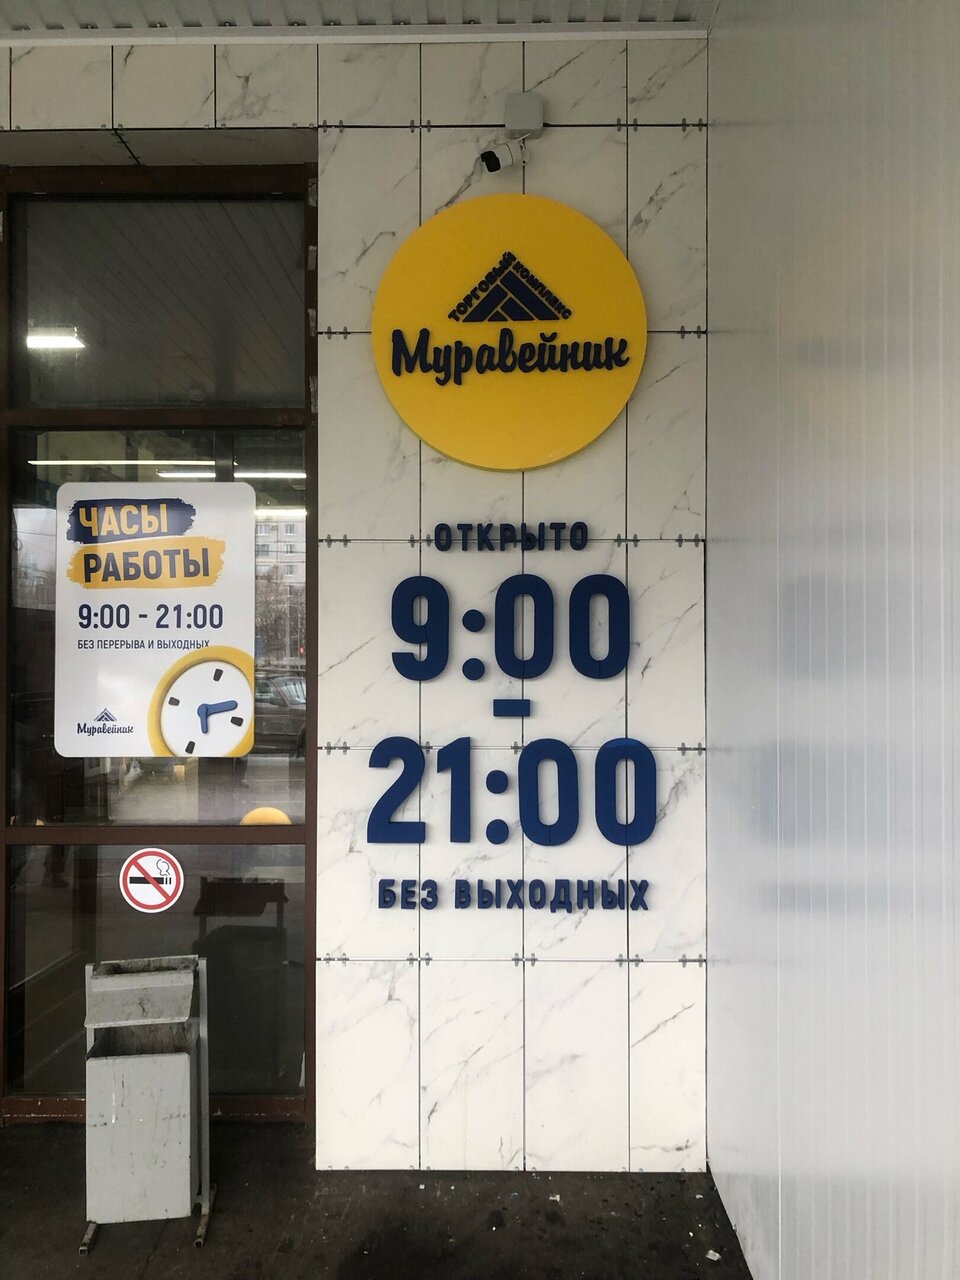 ТОРГОВЫЙ КОМПЛЕКС
Муравейник
ОТКРЫТО
9:00
-
21:00
БЕЗ ВЫХОДНЫХ
ЧАСЫ
РАБОТЫ
9:00 - 21:00
БЕЗ ПЕРЕРЫВА И ВЫХОДНЫХ
Муравейник